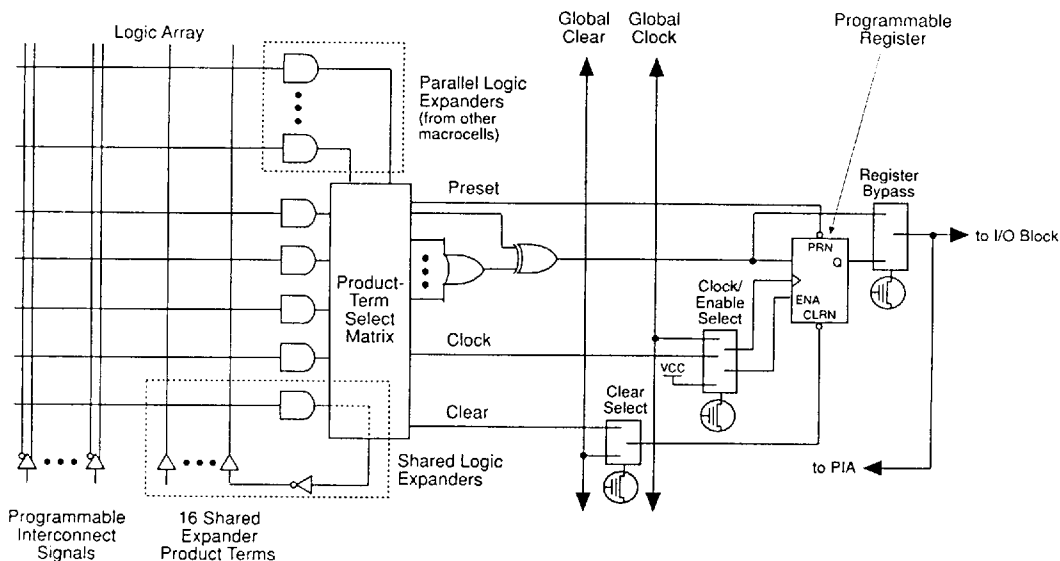 Logic Array
Global
Clear
Global
Clock
Programmable
Register
Parallel Logic
Expanders
(from other
macrocells)
Preset
Register
Bypass
to I/O Block
PRN
Q
ENA
CLRN
Product-
Term
Select
Matrix
Clock/
Enable
Select
Clock
VCC
Clear
Clear
Select
Shared Logic
Expanders
to PIA
Programmable
Interconnect
Signals
16 Shared
Expander
Product Terms